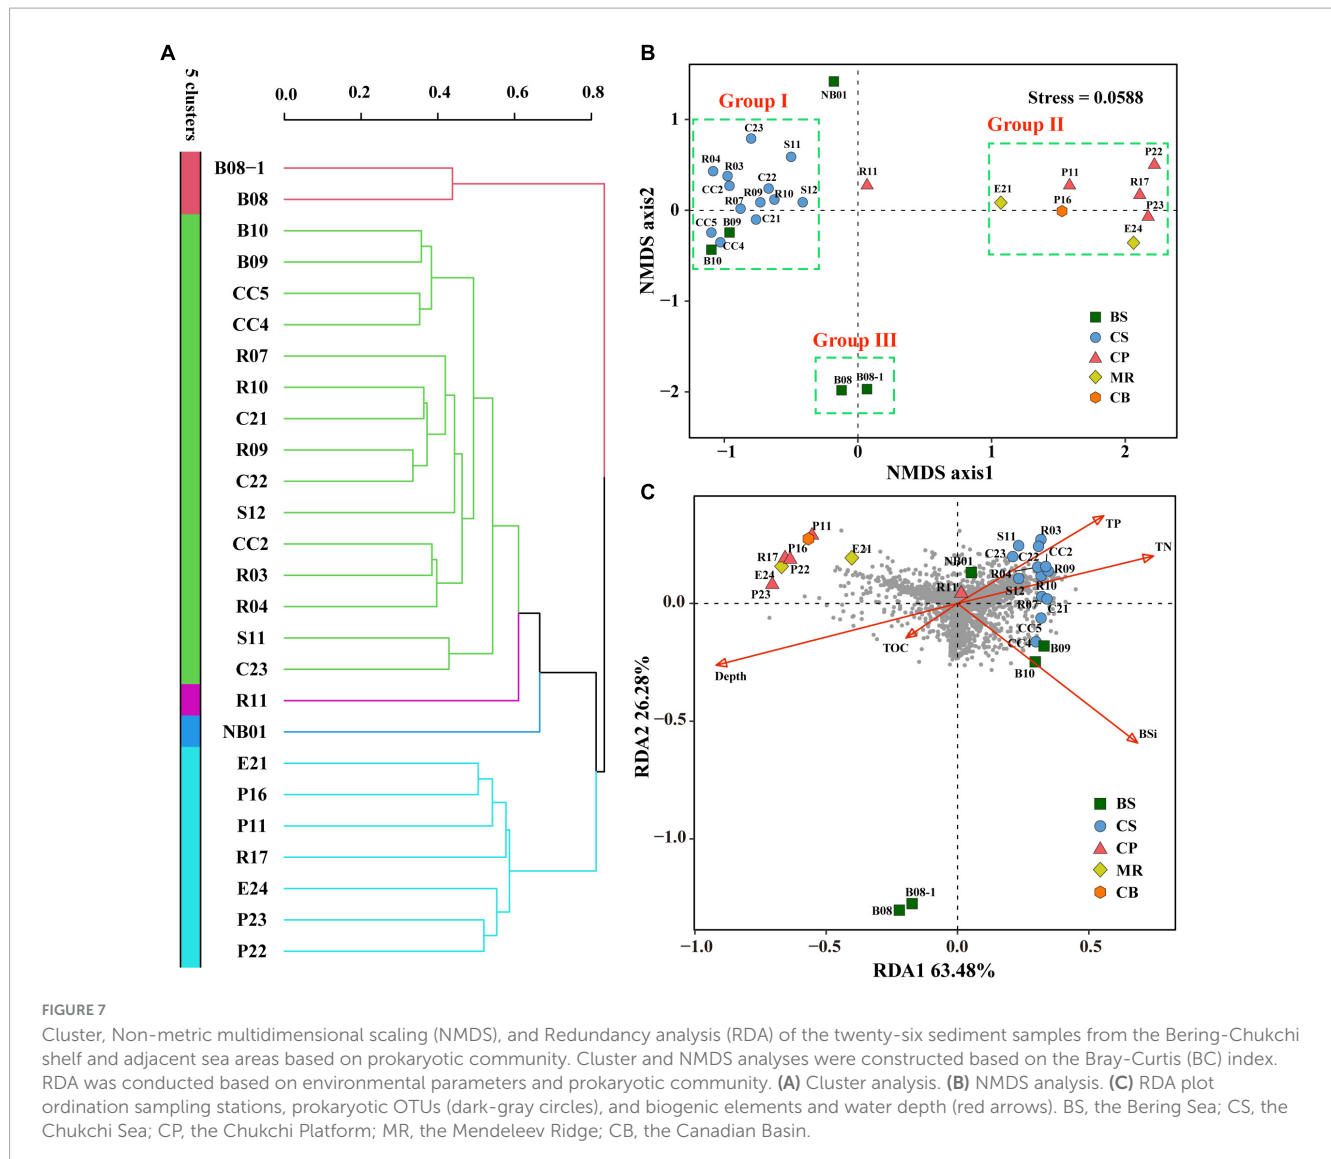 A
5 clusters
0.0 0.2 0.4 0.6 0.8
B08-1
B08
B10
B09
CC5
CC4
R07
R10
C21
R09
C22
S12
CC2
R03
R04
S11
C23
R11
NB01
E21
P16
P11
R17
E24
P23
P22
B
NMDS axis2
1
0
−1
−2
NB01
Stress = 0.0588
Group I
Group II
C23
S11
R04
R03
CC2
C22
R09
R10
S12
R07
C21
CC5
B09
CC4
B10
R11
P22
P11
E21
R17
P16
P23
E24
Group III
B08
B08-1
BS
CS
CP
MR
CB
−1 0 1 2
NMDS axis1
C
RDA2 26.28%
0.0
−0.5
−1.0
P11
R17
P16
E21
E24
P22
P23
NB01
R11
S11
R03
C23
C22
CC2
R04
R09
S12
R10
R07
C21
CC5
CC4
B09
B10
TP
TN
TOC
Depth
BSi
B08-1
B08
BS
CS
CP
MR
CB
−1.0 −0.5 0.0 0.5
RDA1 63.48%
FIGURE 7
Cluster, Non-metric multidimensional scaling (NMDS), and Redundancy analysis (RDA) of the twenty-six sediment samples from the Bering-Chukchi
shelf and adjacent sea areas based on prokaryotic community. Cluster and NMDS analyses were constructed based on the Bray-Curtis (BC) index.
RDA was conducted based on environmental parameters and prokaryotic community. (A) Cluster analysis. (B) NMDS analysis. (C) RDA plot
ordination sampling stations, prokaryotic OTUs (dark-gray circles), and biogenic elements and water depth (red arrows). BS, the Bering Sea; CS, the
Chukchi Sea; CP, the Chukchi Platform; MR, the Mendeleev Ridge; CB, the Canadian Basin.